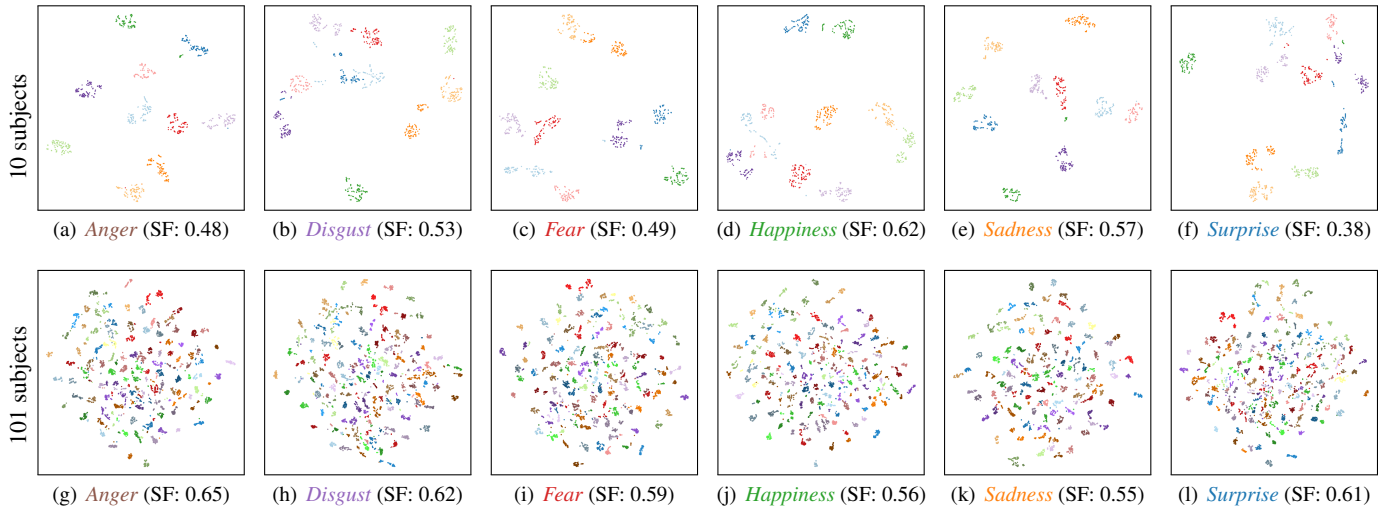 10 subjects
(a) Anger (SF: 0.48)
(b) Disgust (SF: 0.53)
(c) Fear (SF: 0.49)
(d) Happiness (SF: 0.62)
(e) Sadness (SF: 0.57)
(f) Surprise (SF: 0.38)
101 subjects
(g) Anger (SF: 0.65)
(h) Disgust (SF: 0.62)
(i) Fear (SF: 0.59)
(j) Happiness (SF: 0.56)
(k) Sadness (SF: 0.55)
(l) Surprise (SF: 0.61)